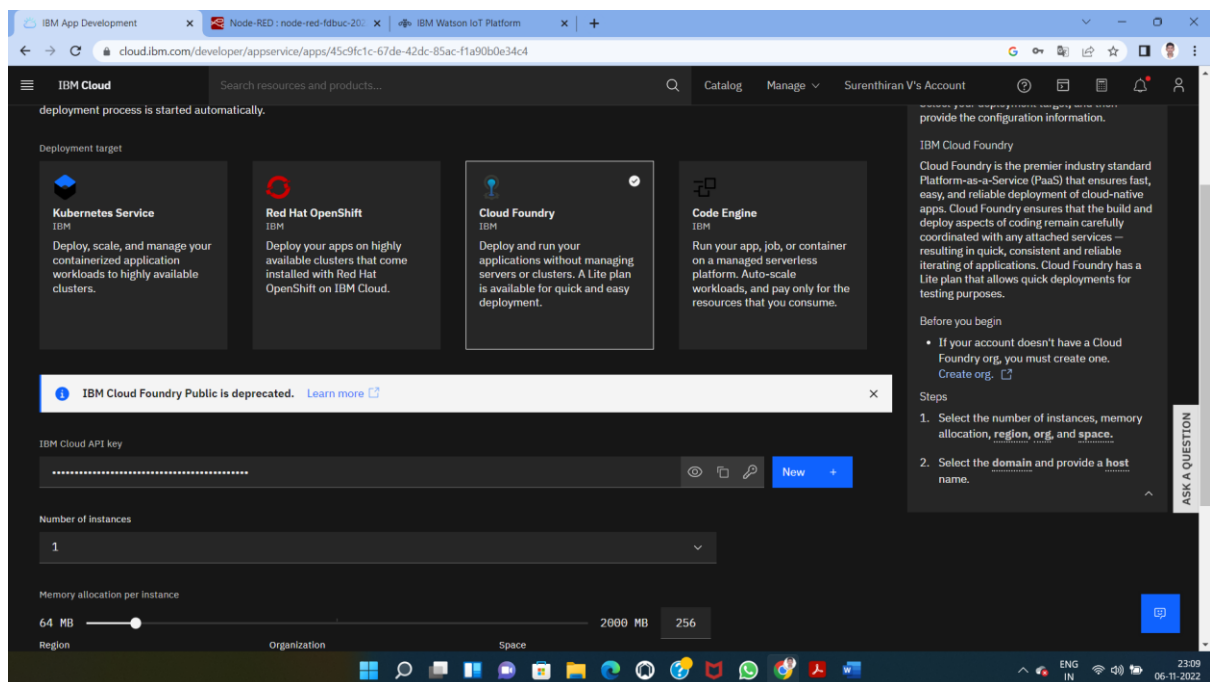 IBM App Development
Node-RED : node-red-fdbuc-202
IBM Watson IoT Platform
cloud.ibm.com/developer/appservice/apps/45c9fc1c-67de-42dc-85ac-f1a90b0e34c4
IBM Cloud
Search resources and products...
Catalog
Manage
Surenthiran V's Account
deployment process is started automatically.
Deployment target
Kubernetes Service
IBM
Deploy, scale, and manage your
containerized application
workloads to highly available
clusters.
Red Hat OpenShift
IBM
Deploy your apps on highly
available clusters that come
installed with Red Hat
OpenShift on IBM Cloud.
Cloud Foundry
IBM
Deploy and run your
applications without managing
servers or clusters. A Lite plan
is available for quick and easy
deployment.
Code Engine
IBM
Run your app, job, or container
on a managed serverless
platform. Auto-scale
workloads, and pay only for the
resources that you consume.
IBM Cloud Foundry Public is deprecated. Learn more
IBM Cloud API key
New +
Number of instances
1
Memory allocation per instance
64 MB
2000 MB
256
Region
Organization
Space
Select your deployment target, and then
provide the configuration information.
IBM Cloud Foundry
Cloud Foundry is the premier industry standard
Platform-as-a-Service (PaaS) that ensures fast,
easy, and reliable deployment of cloud-native
apps. Cloud Foundry ensures that the build and
deploy aspects of coding remain carefully
coordinated with any attached services —
resulting in quick, consistent and reliable
iterating of applications. Cloud Foundry has a
Lite plan that allows quick deployments for
testing purposes.
Before you begin
• If your account doesn't have a Cloud
Foundry org, you must create one.
Create org.
Steps
1. Select the number of instances, memory
allocation, region, org, and space.
2. Select the domain and provide a host
name.
ASK A QUESTION
ENG
IN
23:09
06-11-2022